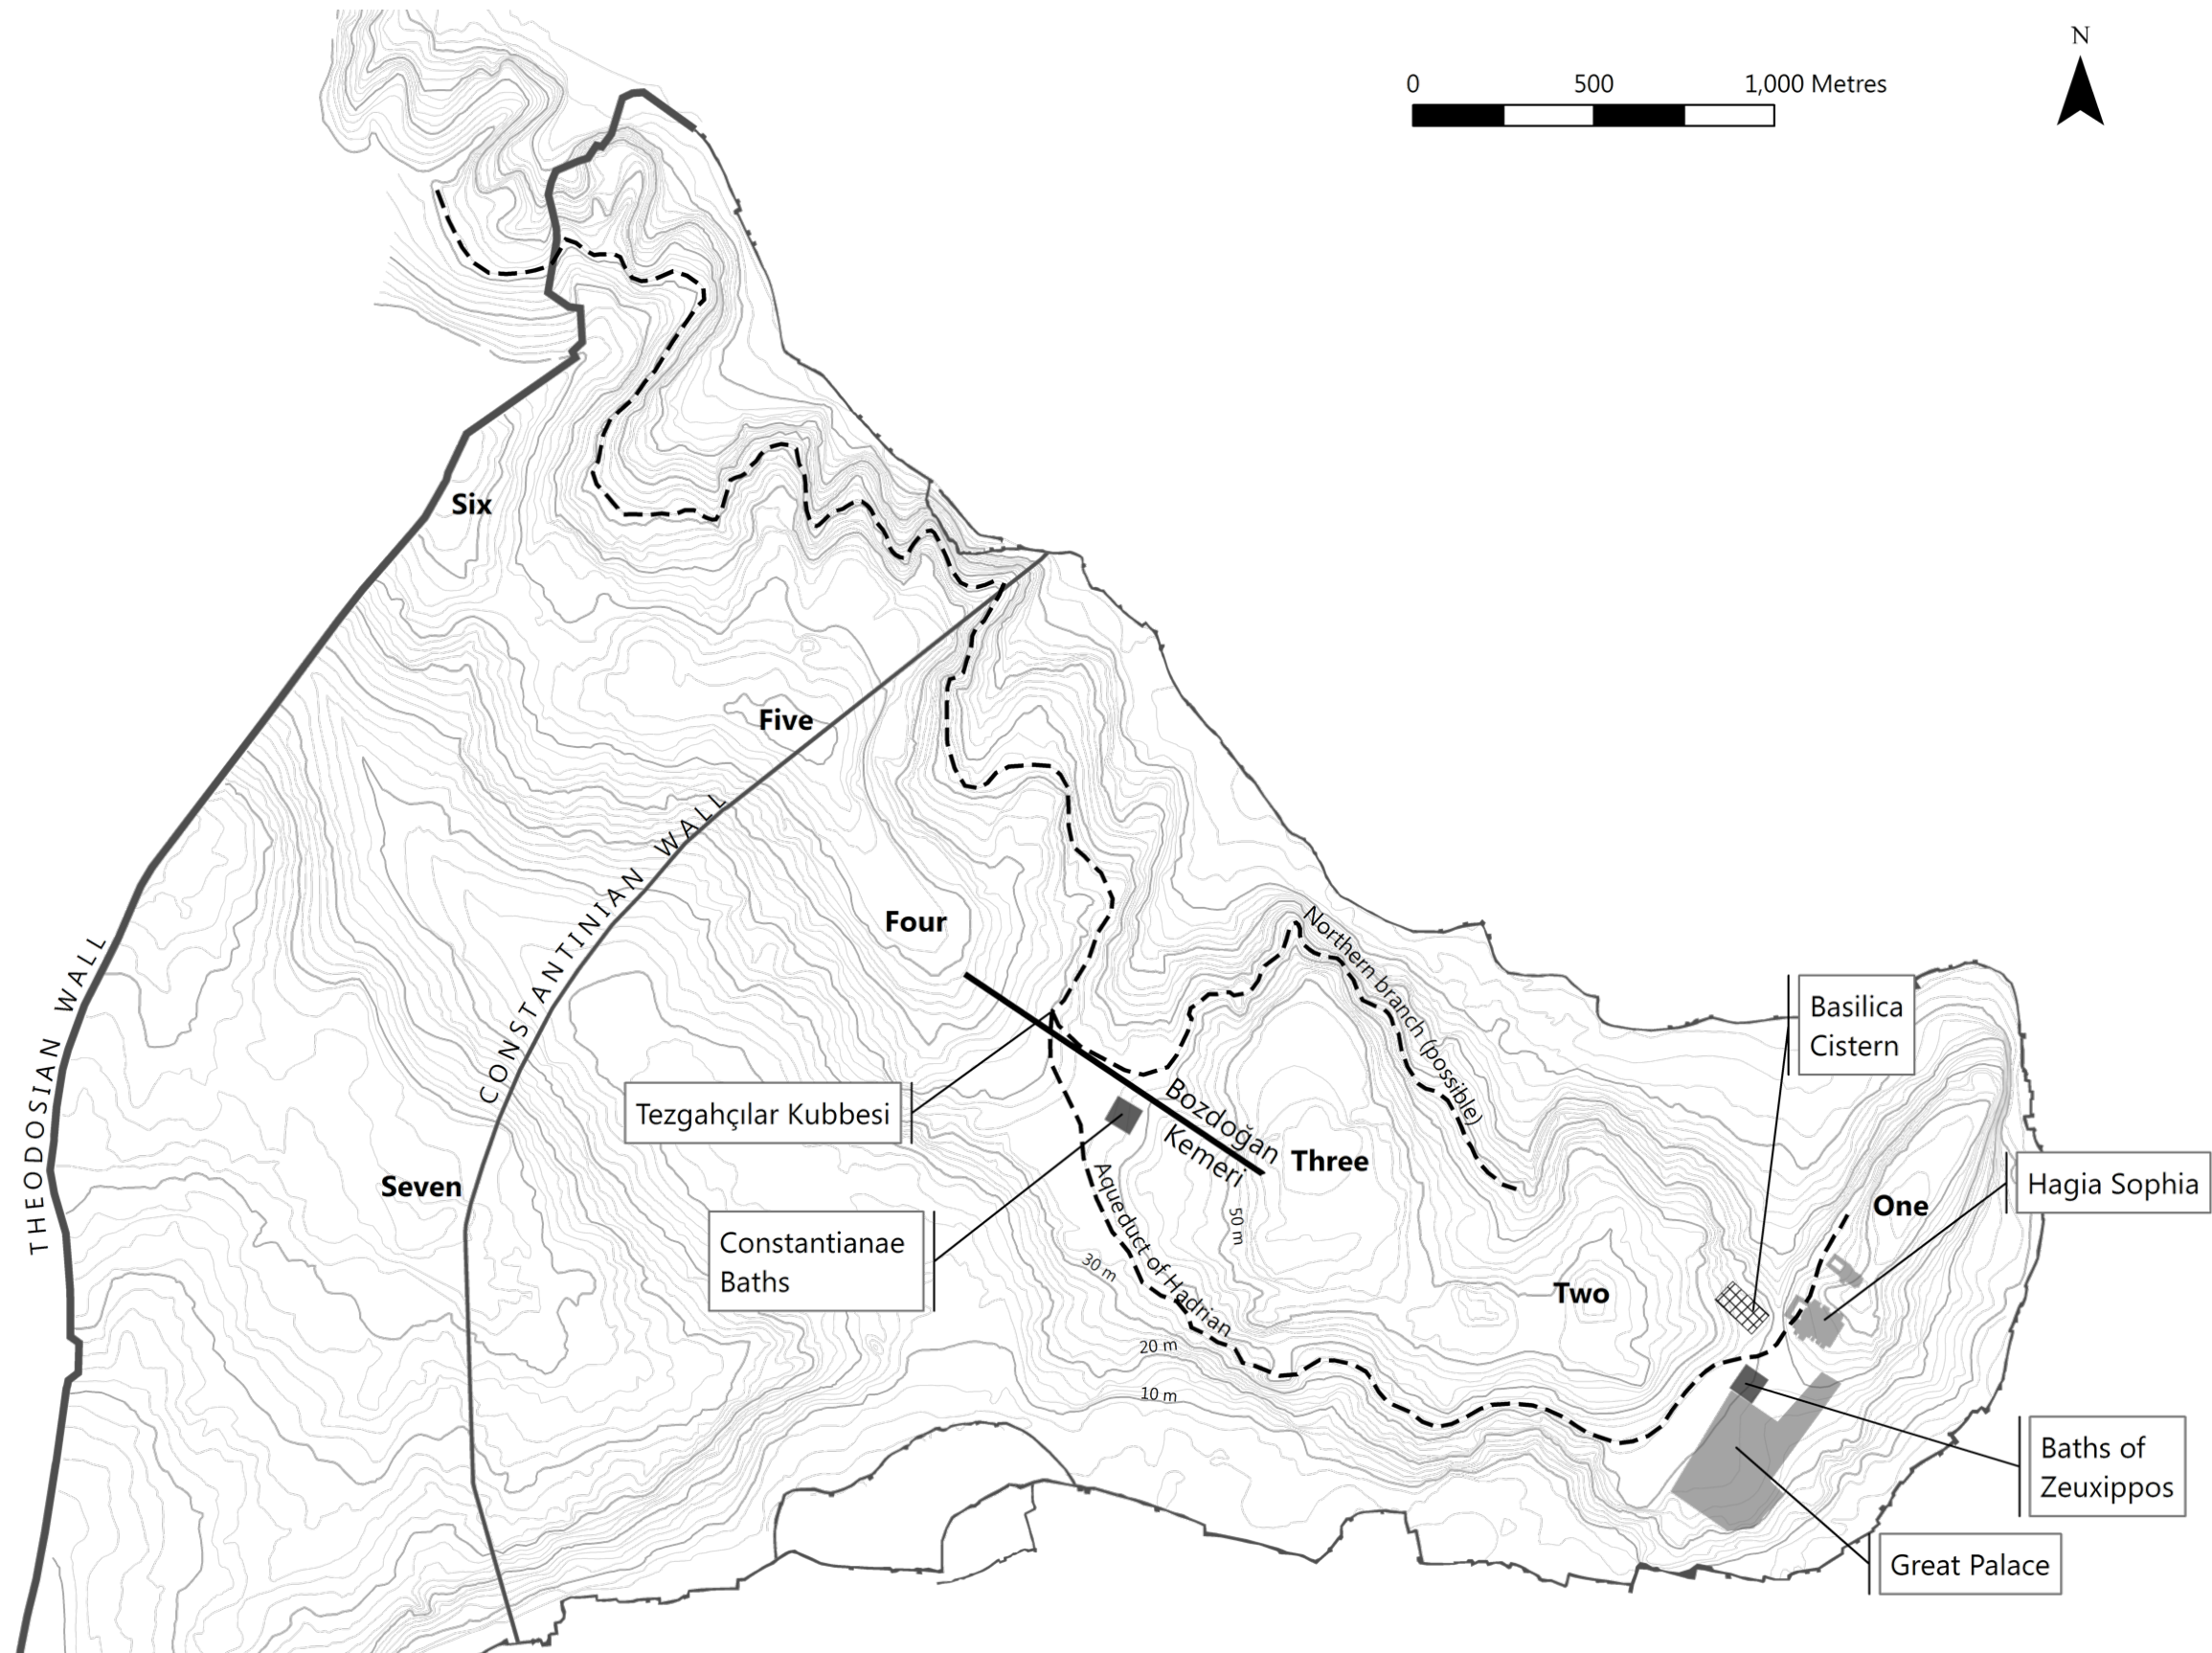 N
0 500 1,000 Metres
Six
Five
Four
THEODOSIAN WALL
CONSTANTINIAN WALL
Northern branch (possible)
Basilica
Cistern
Tezgahçılar Kubbesi
Bozdoğan
Kemeri
Three
Seven
One
Hagia Sophia
Aqueduct of Hadrian
50 m
Constantianae
Baths
30 m
Two
20 m
10 m
Baths of
Zeuxippos
Great Palace